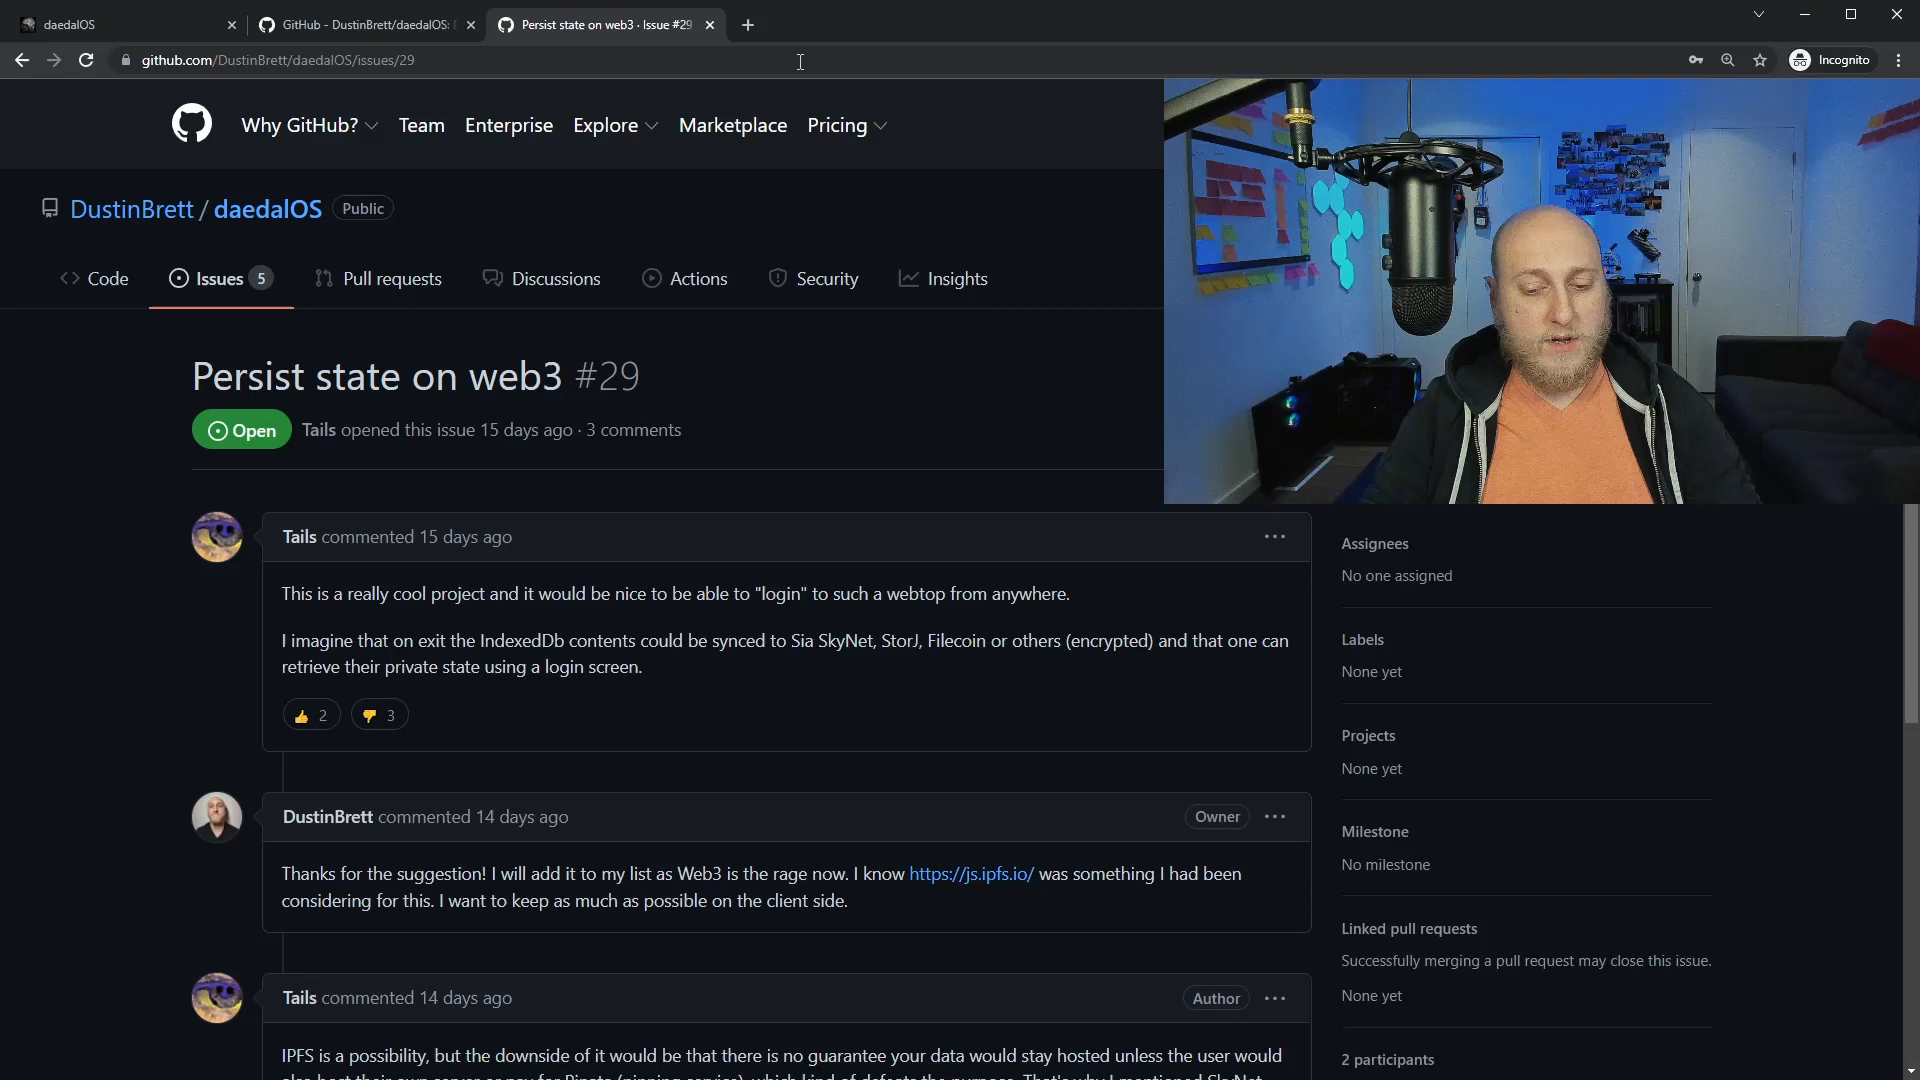 daedalOS
GitHub - DustinBrett/daedalOS:
Persist state on web3 · Issue #29
github.com/DustinBrett/daedalOS/issues/29
Incognito
Why GitHub? Team Enterprise Explore Marketplace Pricing
DustinBrett / daedalOS Public
Code Issues 5 Pull requests Discussions Actions Security Insights
Persist state on web3 #29
Open Tails opened this issue 15 days ago · 3 comments
Tails commented 15 days ago
This is a really cool project and it would be nice to be able to "login" to such a webtop from anywhere.
I imagine that on exit the IndexedDb contents could be synced to Sia SkyNet, StorJ, Filecoin or others (encrypted) and that one can
retrieve their private state using a login screen.
2 3
Assignees
No one assigned
Labels
None yet
Projects
None yet
DustinBrett commented 14 days ago Owner
Thanks for the suggestion! I will add it to my list as Web3 is the rage now. I know https://js.ipfs.io/ was something I had been
considering for this. I want to keep as much as possible on the client side.
Milestone
No milestone
Linked pull requests
Successfully merging a pull request may close this issue.
None yet
Tails commented 14 days ago Author
IPFS is a possibility, but the downside of it would be that there is no guarantee your data would stay hosted unless the user would
2 participants